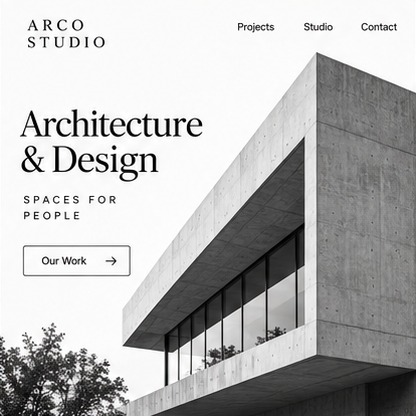 ARCO
STUDIO
Projects Studio Contact
Architecture
& Design
SPACES FOR
PEOPLE
Our Work →